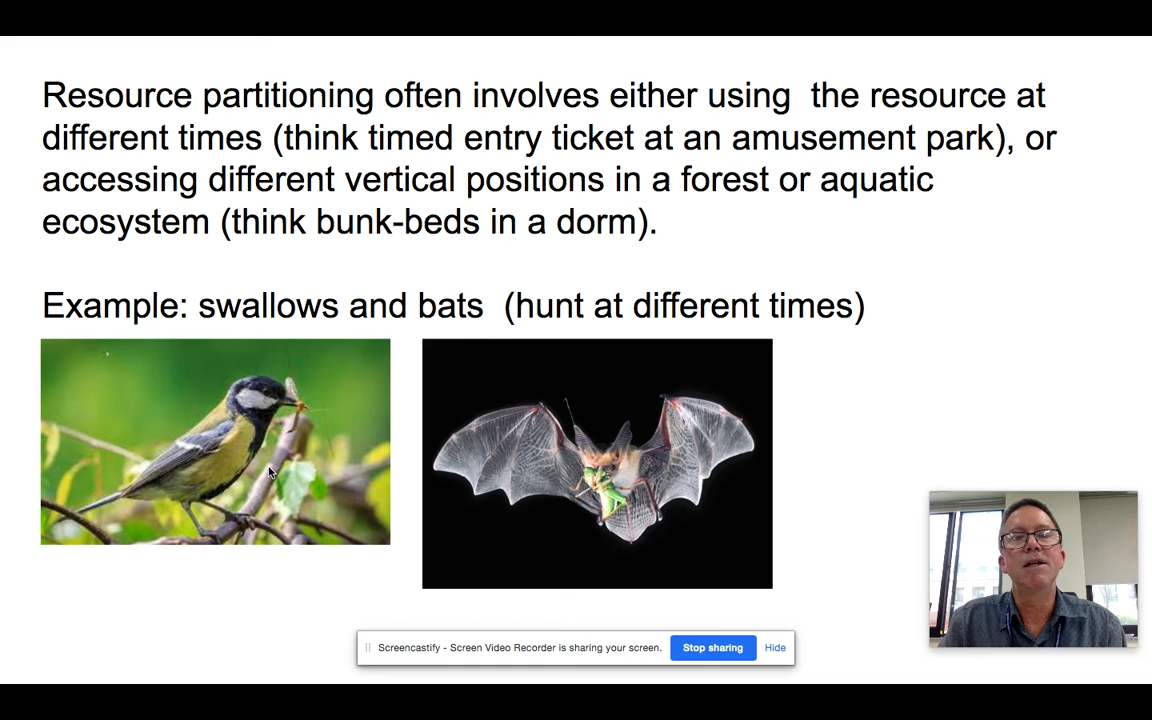 Resource partitioning often involves either using  the resource at
different times (think timed entry ticket at an amusement park), or
accessing different vertical positions in a forest or aquatic
ecosystem (think bunk-beds in a dorm).
Example: swallows and bats  (hunt at different times)
Screencastify - Screen Video Recorder is sharing your screen. Stop sharing Hide